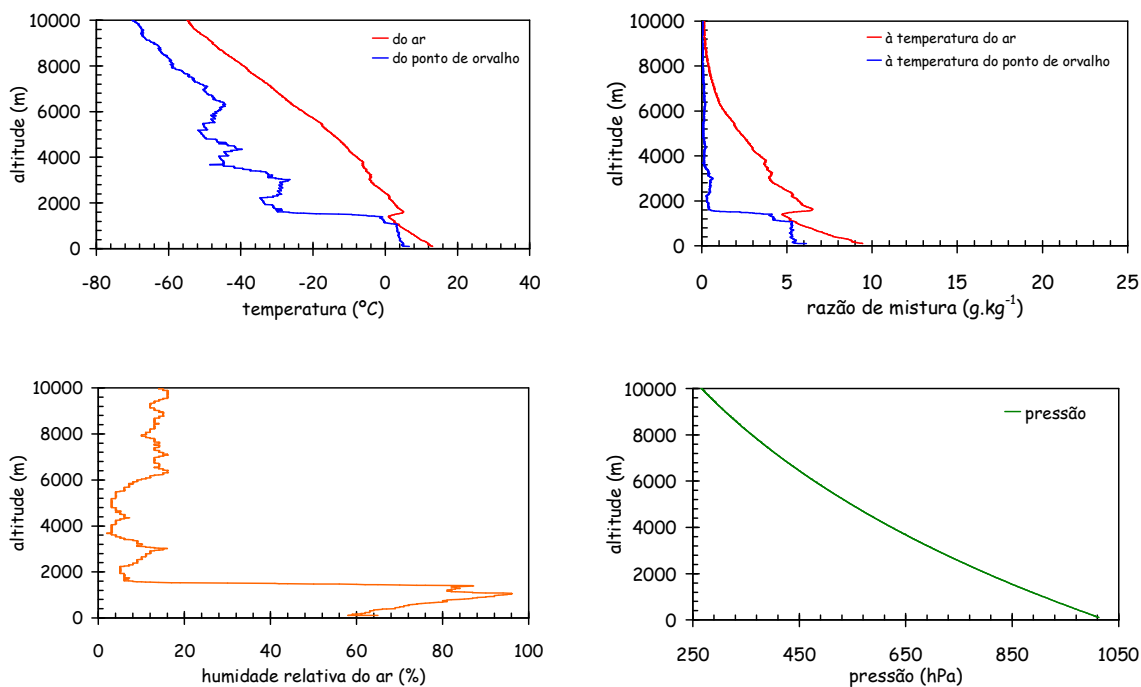 10000
8000
6000
4000
2000
0
altitude (m)
do ar
do ponto de orvalho
-80 -60 -40 -20 0 20 40
temperatura (ºC)
10000
8000
6000
4000
2000
0
altitude (m)
à temperatura do ar
à temperatura do ponto de orvalho
0 5 10 15 20 25
razão de mistura (g.kg⁻¹)
10000
8000
6000
4000
2000
0
altitude (m)
0 20 40 60 80 100
humidade relativa do ar (%)
10000
8000
6000
4000
2000
0
altitude (m)
pressão
250 450 650 850 1050
pressão (hPa)